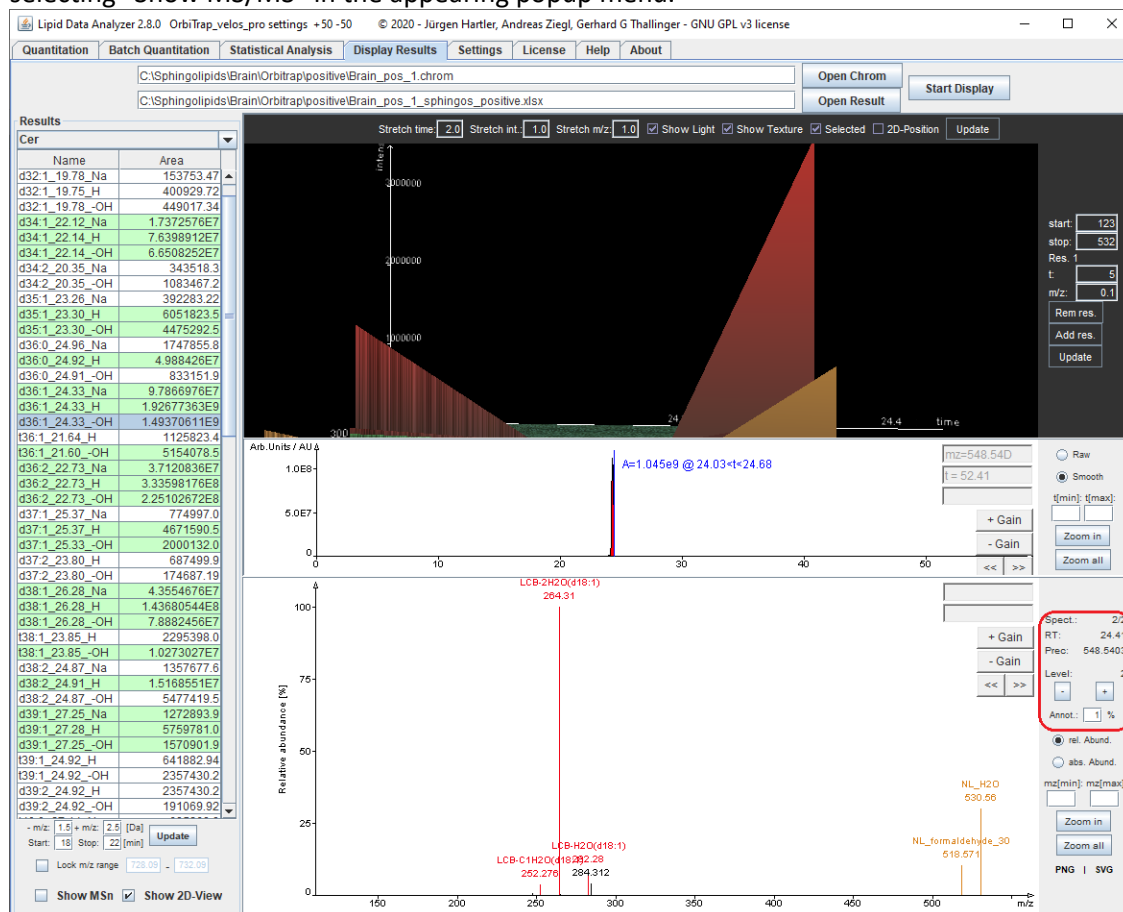 selecting "Show MS/MS" in the appearing popup menu.
Lipid Data Analyzer 2.8.0 OrbiTrap_velos_pro settings +50 -50 © 2020 - Jürgen Hartler, Andreas Ziegl, Gerhard G Thallinger - GNU GPL v3 license
Quantitation Batch Quantitation Statistical Analysis Display Results Settings License Help About
C:\Sphingolipids\Brain\Orbitrap\positive\Brain_pos_1.chrom Open Chrom
C:\Sphingolipids\Brain\Orbitrap\positive\Brain_pos_1_sphingos_positive.xlsx Open Result
Start Display
Results
Cer
Name Area
d32:1_19.78_Na 153753.47
d32:1_19.75_H 400929.72
d32:1_19.78_-OH 449017.34
d34:1_22.12_Na 1.7372576E7
d34:1_22.14_H 7.6398912E7
d34:1_22.14_-OH 6.6508252E7
d34:2_20.35_Na 343518.3
d34:2_20.35_-OH 1083467.2
d35:1_23.26_Na 392283.22
d35:1_23.30_H 6051823.5
d35:1_23.30_-OH 4475292.5
d36:0_24.96_Na 1747855.8
d36:0_24.92_H 4.988426E7
d36:0_24.91_-OH 833151.9
d36:1_24.33_Na 9.7866976E7
d36:1_24.33_H 1.92677363E9
d36:1_24.33_-OH 1.49370611E9
t36:1_21.64_H 1125823.4
t36:1_21.60_-OH 5154078.5
d36:2_22.73_Na 3.7120836E7
d36:2_22.73_H 3.33598176E8
d36:2_22.73_-OH 2.25102672E8
d37:1_25.37_Na 774997.0
d37:1_25.37_H 4671590.5
d37:1_25.33_-OH 2000132.0
d37:2_23.80_H 687499.9
d37:2_23.80_-OH 174687.19
d38:1_26.28_Na 4.3554676E7
d38:1_26.28_H 1.43680544E8
d38:1_26.28_-OH 7.8882456E7
t38:1_23.85_H 2295398.0
t38:1_23.85_-OH 1.0273027E7
d38:2_24.87_Na 1357677.6
d38:2_24.91_H 1.5168551E7
d38:2_24.87_-OH 5477419.5
d39:1_27.25_Na 1272893.9
d39:1_27.28_H 5759781.0
d39:1_27.25_-OH 1570901.9
t39:1_24.92_H 641882.94
t39:1_24.92_-OH 2357430.2
d39:2_24.92_H 2357430.2
d39:2_24.92_-OH 191069.92
- m/z: 1.5 + m/z: 2.5 [Da]
Start: 18 Stop: 22 [min] Update
Lock m/z range 728.09 - 732.09
Show MSn Show 2D-View
Stretch time: 2.0 Stretch int.: 1.0 Stretch m/z: 1.0 Show Light Show Texture Selected 2D-Position Update
3000000
2000000
1000000
300
24
24.4 time
start: 123
stop: 532
Res. 1
t: 5
m/z: 0.1
Rem res.
Add res.
Update
Arb.Units / AU
1.0E8
5.0E7
0
A=1.045e9 @ 24.03<t<24.68
mz=548.54D
t = 52.41
+ Gain
- Gain
<< >>
0 10 20 30 40 50
Raw
Smooth
t[min]: t[max]:
Zoom in
Zoom all
Relative abundance [%]
100
75
50
25
0
LCB-2H2O(d18:1)
264.31
LCB-H2O(d18:1)
282.28
284.312
252.276
NL_H2O
530.56
NL_formaldehyde_30
518.571
150 200 250 300 350 400 450 500 m/z
+ Gain
- Gain
<< >>
Spect.:
RT:
Prec:
Level:
- +
Annot.: 1 %
rel. Abund.
abs. Abund.
mz[min]: mz[max]
Zoom in
Zoom all
PNG | SVG